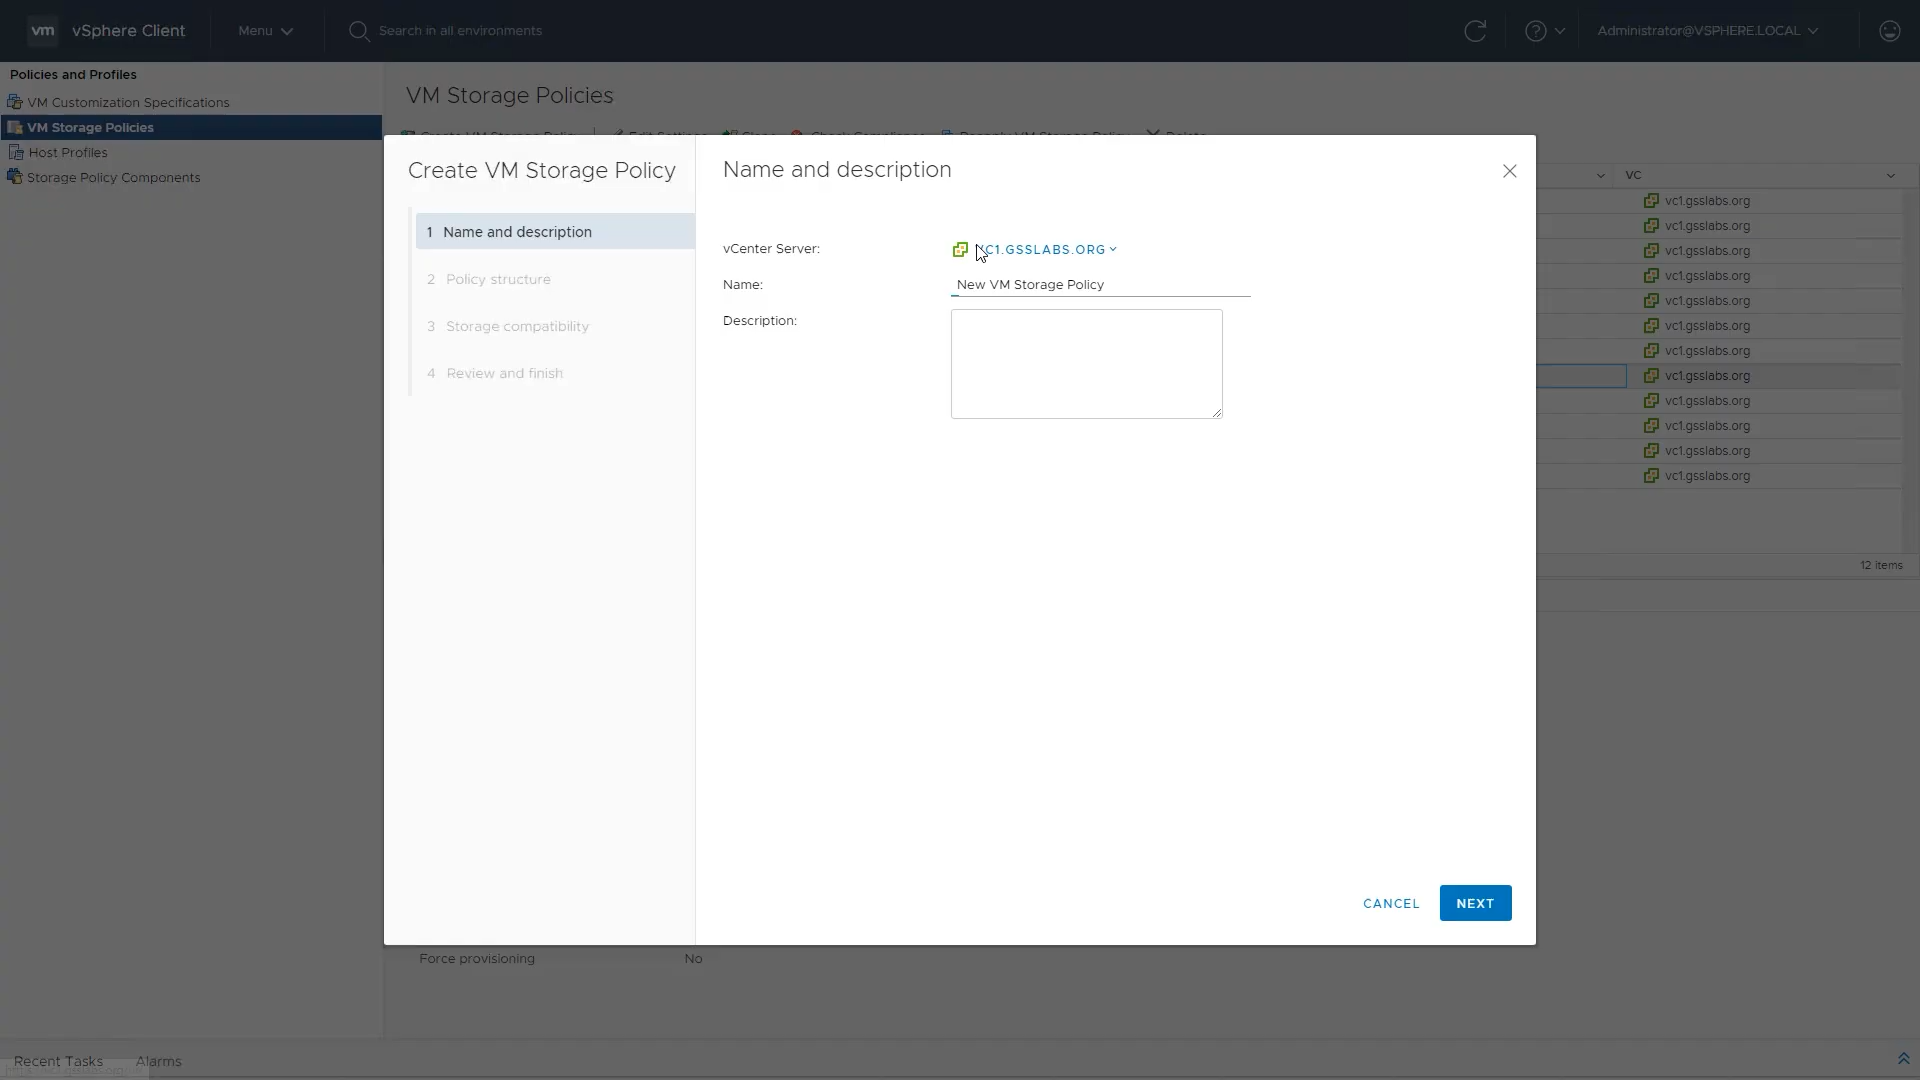 vm vSphere Client Menu Search in all environments Administrator@VSPHERE.LOCAL
Policies and Profiles
VM Customization Specifications
VM Storage Policies
Host Profiles
Storage Policy Components
VM Storage Policies
Create VM Storage Policy
1 Name and description
2 Policy structure
3 Storage compatibility
4 Review and finish
Name and description
vCenter Server: VC1.GSSLABS.ORG
Name: New VM Storage Policy
Description:
CANCEL NEXT
VC
vc1.gsslabs.org
vc1.gsslabs.org
vc1.gsslabs.org
vc1.gsslabs.org
vc1.gsslabs.org
vc1.gsslabs.org
vc1.gsslabs.org
vc1.gsslabs.org
vc1.gsslabs.org
vc1.gsslabs.org
vc1.gsslabs.org
vc1.gsslabs.org
12 items
Force provisioning No
Recent Tasks Alarms